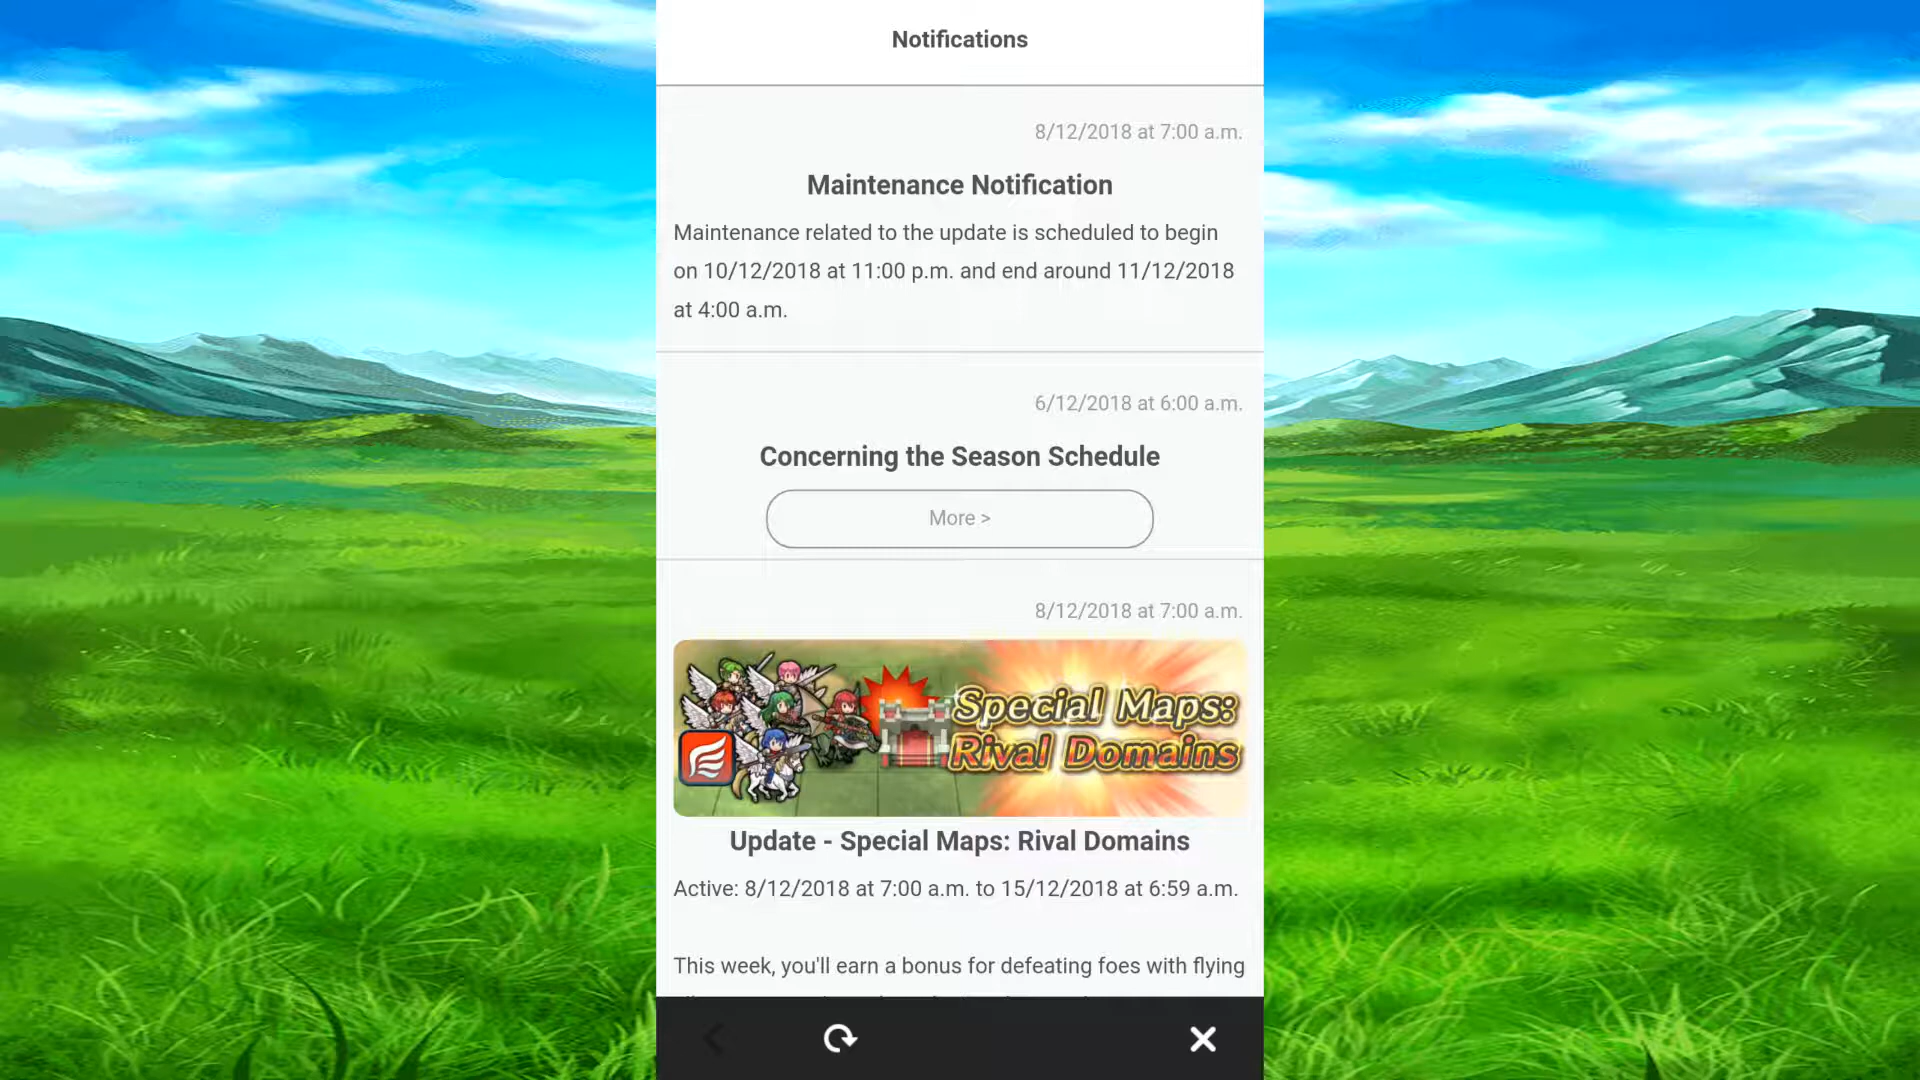 Notifications
8/12/2018 at 7:00 a.m.
Maintenance Notification
Maintenance related to the update is scheduled to begin
on 10/12/2018 at 11:00 p.m. and end around 11/12/2018
at 4:00 a.m.
6/12/2018 at 6:00 a.m.
Concerning the Season Schedule
More >
8/12/2018 at 7:00 a.m.
Special Maps:
Rival Domains
Update - Special Maps: Rival Domains
Active: 8/12/2018 at 7:00 a.m. to 15/12/2018 at 6:59 a.m.
This week, you'll earn a bonus for defeating foes with flying